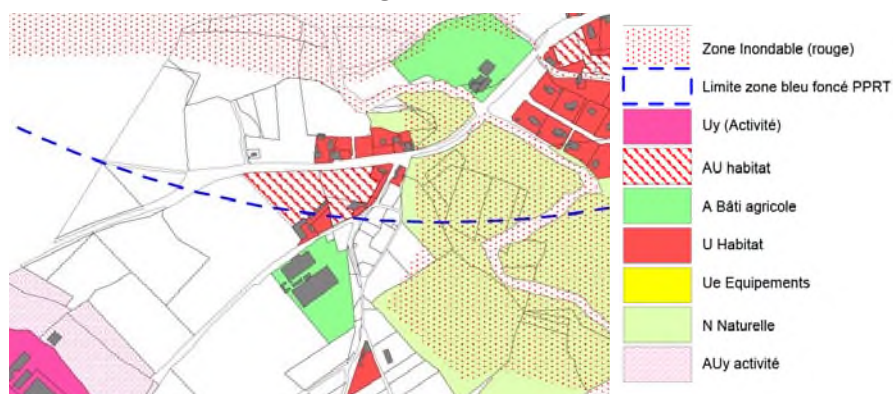 Zone Inondable (rouge)
Limite zone bleu foncé PPRT
Uy (Activité)
AU habitat
A Bâti agricole
U Habitat
Ue Equipements
N Naturelle
AUy activité